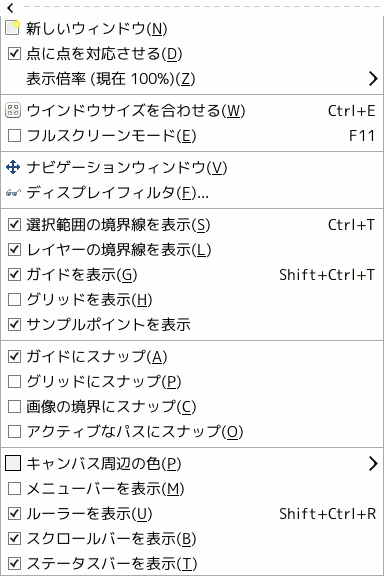 新しいウィンドウ(N)
点に点を対応させる(D)
表示倍率 (現在 100%)(Z)
ウインドウサイズを合わせる(W) Ctrl+E
フルスクリーンモード(E) F11
ナビゲーションウィンドウ(V)
ディスプレイフィルタ(F)...
選択範囲の境界線を表示(S) Ctrl+T
レイヤーの境界線を表示(L)
ガイドを表示(G) Shift+Ctrl+T
グリッドを表示(H)
サンプルポイントを表示
ガイドにスナップ(A)
グリッドにスナップ(P)
画像の境界にスナップ(C)
アクティブなパスにスナップ(O)
キャンバス周辺の色(P)
メニューバーを表示(M)
ルーラーを表示(U) Shift+Ctrl+R
スクロールバーを表示(B)
ステータスバーを表示(T)